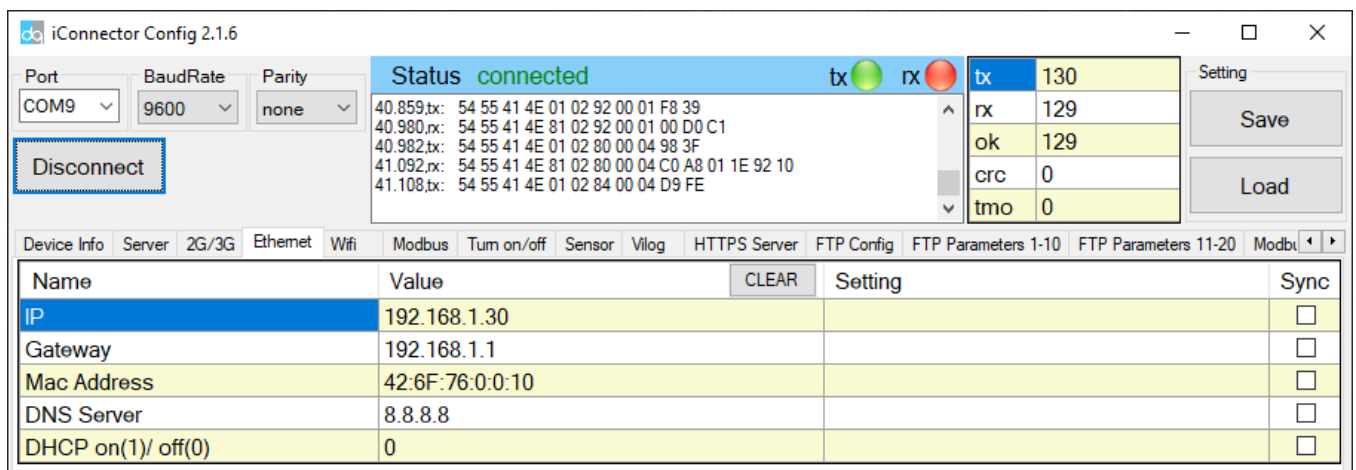 iConnector Config 2.1.6
Port BaudRate Parity
COM9 9600 none
Disconnect
Status connected tx rx
40.859,tx: 54 55 41 4E 01 02 92 00 01 F8 39
40.980,rx: 54 55 41 4E 81 02 92 00 01 00 D0 C1
40.982,tx: 54 55 41 4E 01 02 80 00 04 98 3F
41.092,rx: 54 55 41 4E 81 02 80 00 04 C0 A8 01 1E 92 10
41.108,tx: 54 55 41 4E 01 02 84 00 04 D9 FE
tx 130
rx 129
ok 129
crc 0
tmo 0
Setting
Save
Load
Device Info Server 2G/3G Ethernet Wifi Modbus Turn on/off Sensor Vilog HTTPS Server FTP Config FTP Parameters 1-10 FTP Parameters 11-20 Modbu
Name Value CLEAR Setting Sync
IP 192.168.1.30
Gateway 192.168.1.1
Mac Address 42:6F:76:0:0:10
DNS Server 8.8.8.8
DHCP on(1)/ off(0) 0